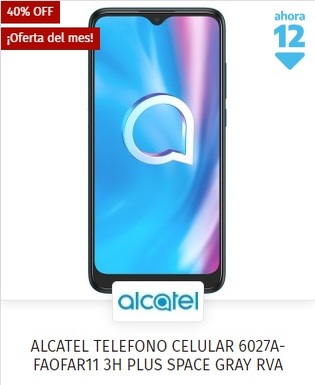 40% OFF
¡Oferta del mes!
ahora
12
alcatel
ALCATEL TELEFONO CELULAR 6027A-
FAOFAR11 3H PLUS SPACE GRAY RVA